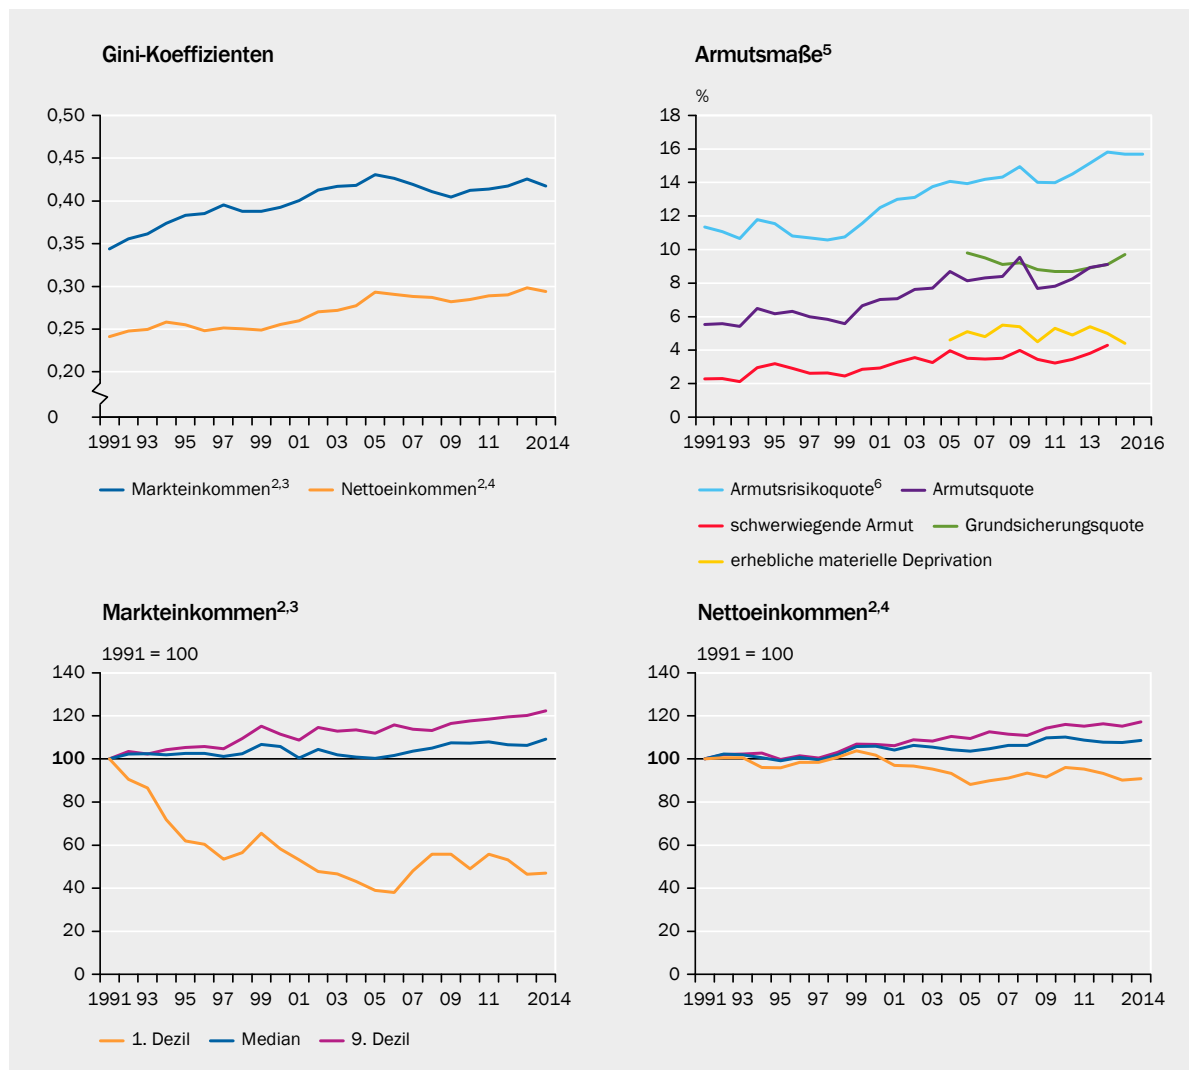 Gini-Koeffizienten
0,50
0,45
0,40
0,35
0,30
0,25
0,20
0
1991 93 95 97 99 01 03 05 07 09 11 2014
Markteinkommen2,3 Nettoeinkommen2,4
Armutsmaße5
%
18
16
14
12
10
8
6
4
2
0
1991 93 95 97 99 01 03 05 07 09 11 13 2016
Armutsrisikoquote6 Armutsquote
schwerwiegende Armut Grundsicherungsquote
erhebliche materielle Deprivation
Markteinkommen2,3
1991 = 100
140
120
100
80
60
40
20
0
1991 93 95 97 99 01 03 05 07 09 11 2014
1. Dezil Median 9. Dezil
Nettoeinkommen2,4
1991 = 100
140
120
100
80
60
40
20
0
1991 93 95 97 99 01 03 05 07 09 11 2014